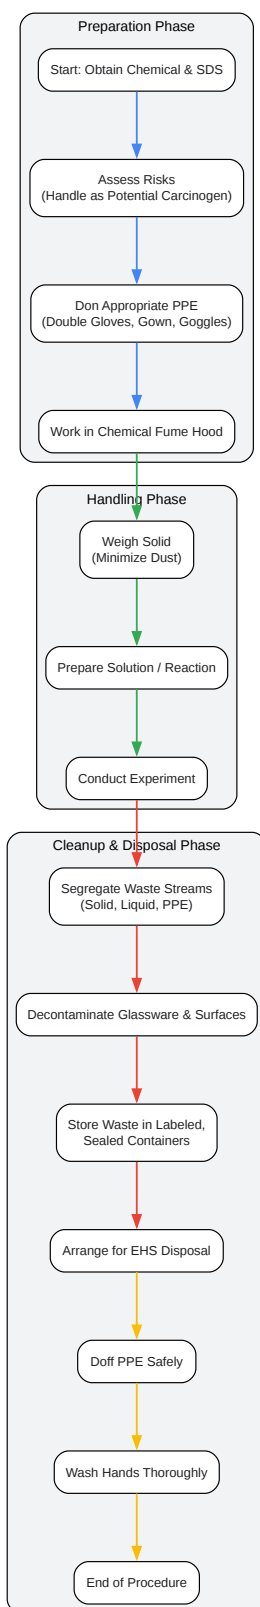 Preparation Phase
Start: Obtain Chemical & SDS
Assess Risks
(Handle as Potential Carcinogen)
Don Appropriate PPE
(Double Gloves, Gown, Goggles)
Work in Chemical Fume Hood
Handling Phase
Weigh Solid
(Minimize Dust)
Prepare Solution / Reaction
Conduct Experiment
Cleanup & Disposal Phase
Segregate Waste Streams
(Solid, Liquid, PPE)
Decontaminate Glassware & Surfaces
Store Waste in Labeled,
Sealed Containers
Arrange for EHS Disposal
Doff PPE Safely
Wash Hands Thoroughly
End of Procedure